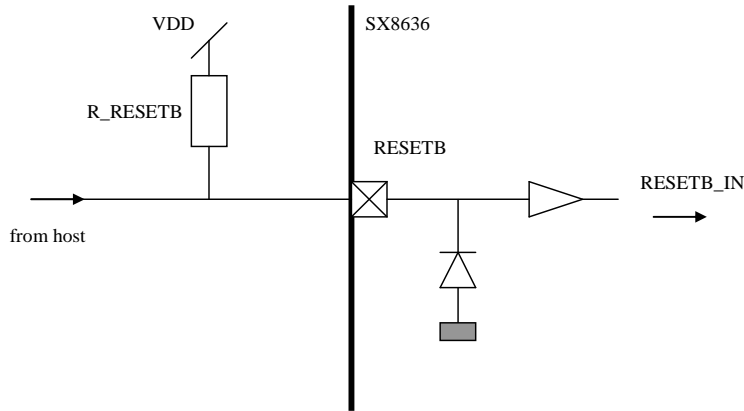 VDD
SX8636
R_RESETB
RESETB
RESETB_IN
from host